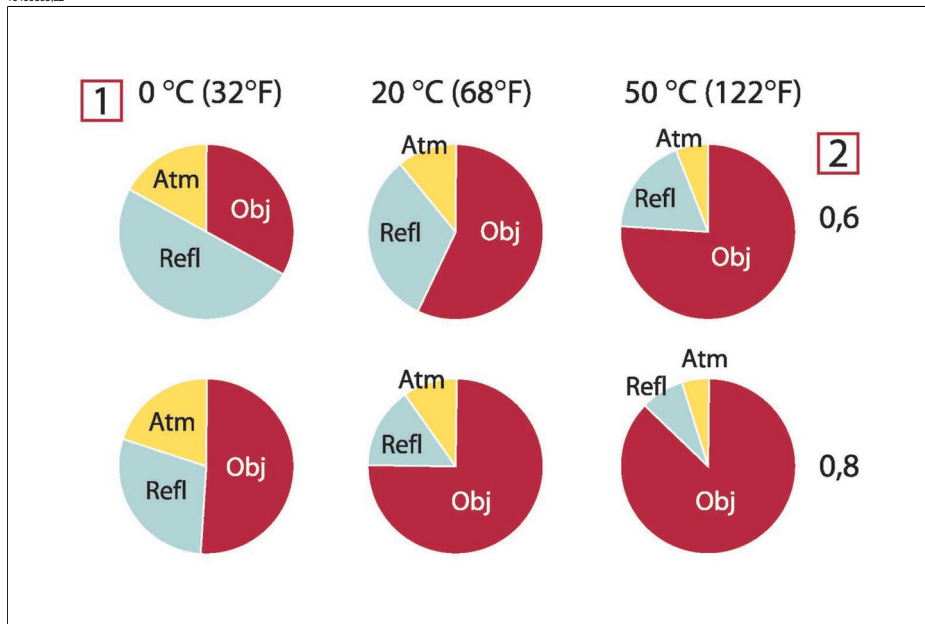 1 0 °C (32°F) 20 °C (68°F) 50 °C (122°F)
2
0,6
Atm Obj Refl
Atm Refl Obj
Atm Refl Obj
0,8
Atm Obj Refl
Atm Refl Obj
Atm Refl Obj